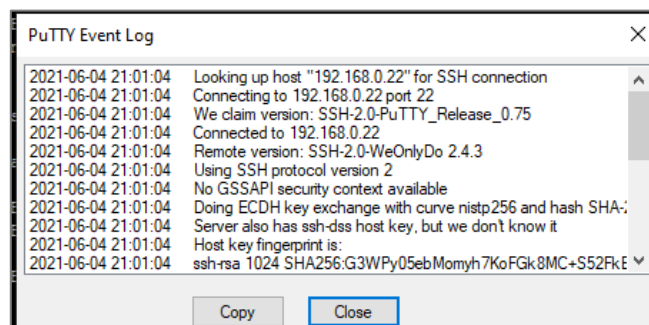 PuTTY Event Log
2021-06-04 21:01:04 Looking up host "192.168.0.22" for SSH connection
2021-06-04 21:01:04 Connecting to 192.168.0.22 port 22
2021-06-04 21:01:04 We claim version: SSH-2.0-PuTTY_Release_0.75
2021-06-04 21:01:04 Connected to 192.168.0.22
2021-06-04 21:01:04 Remote version: SSH-2.0-WeOnlyDo 2.4.3
2021-06-04 21:01:04 Using SSH protocol version 2
2021-06-04 21:01:04 No GSSAPI security context available
2021-06-04 21:01:04 Doing ECDH key exchange with curve nistp256 and hash SHA-
2021-06-04 21:01:04 Server also has ssh-dss host key, but we don't know it
2021-06-04 21:01:04 Host key fingerprint is:
2021-06-04 21:01:04 ssh-rsa 1024 SHA256:G3WPy05ebMomyh7KoFGk8MC+S52FkE
Copy Close